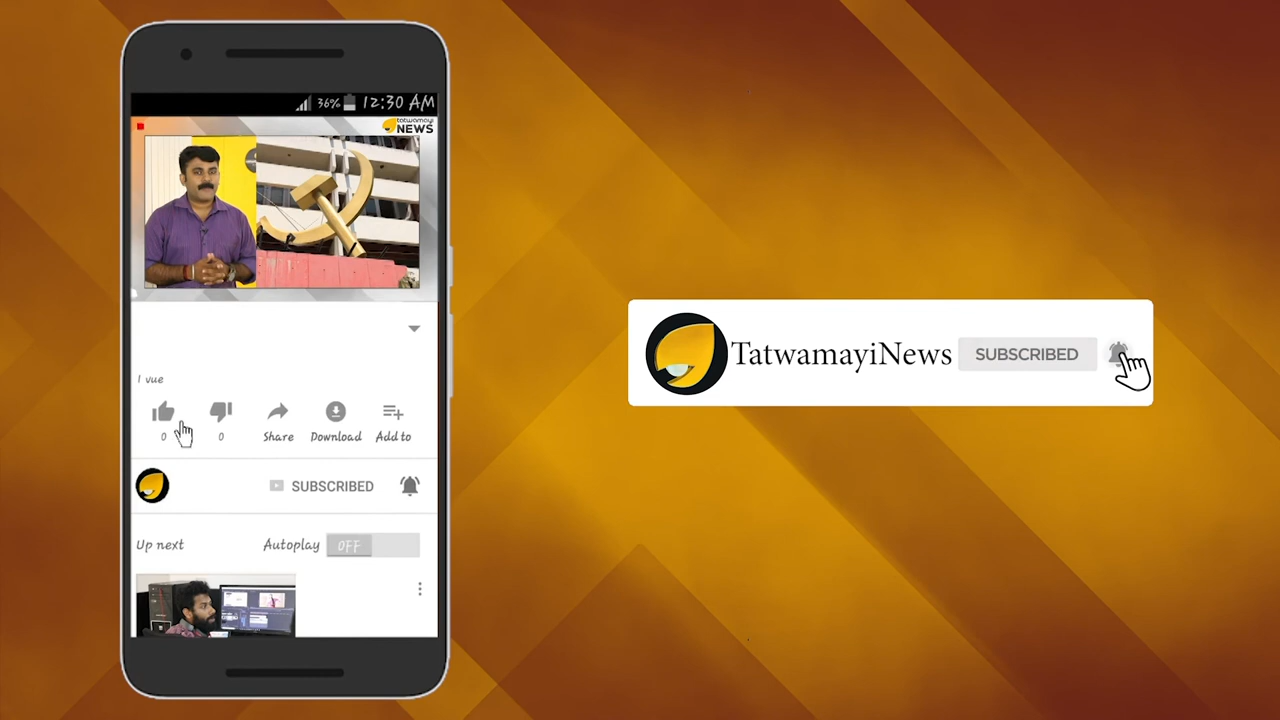 36% 12:30 AM
tatwamayi
NEWS
1 vue
0 0 Share Download Add to
SUBSCRIBED
Up next Autoplay OFF
TatwamayiNews SUBSCRIBED